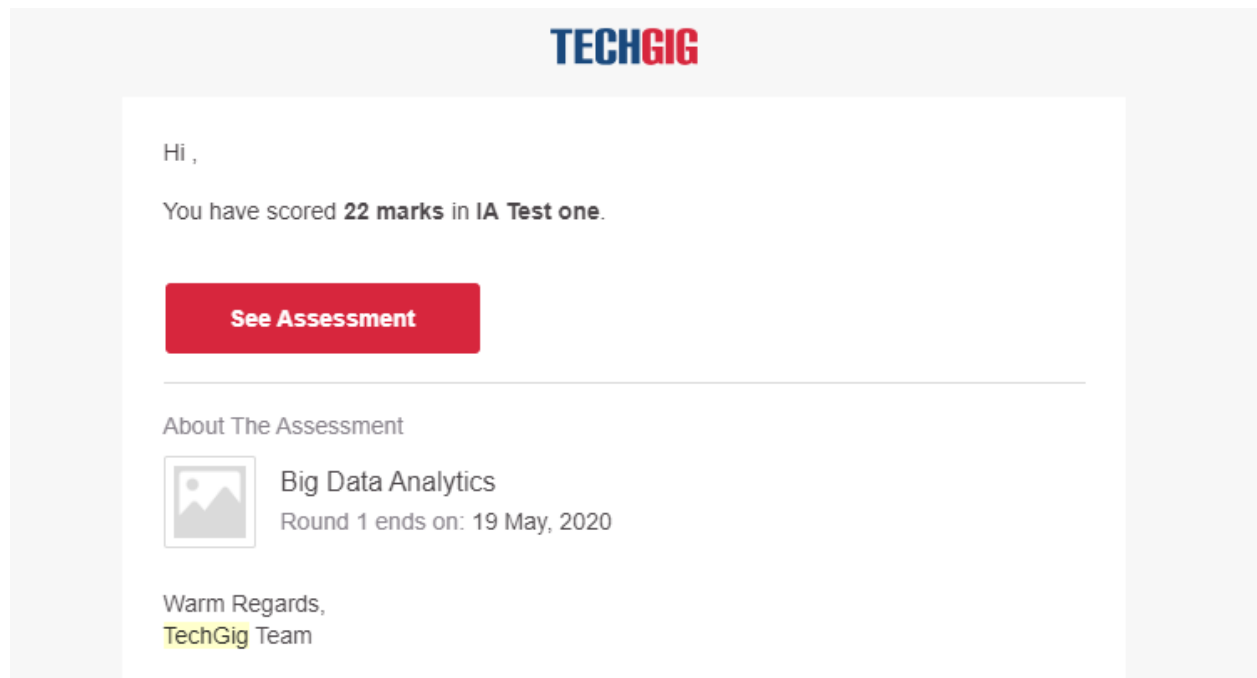 TECHGIG
Hi ,
You have scored 22 marks in IA Test one.
See Assessment
About The Assessment
Big Data Analytics
Round 1 ends on: 19 May, 2020
Warm Regards,
TechGig Team